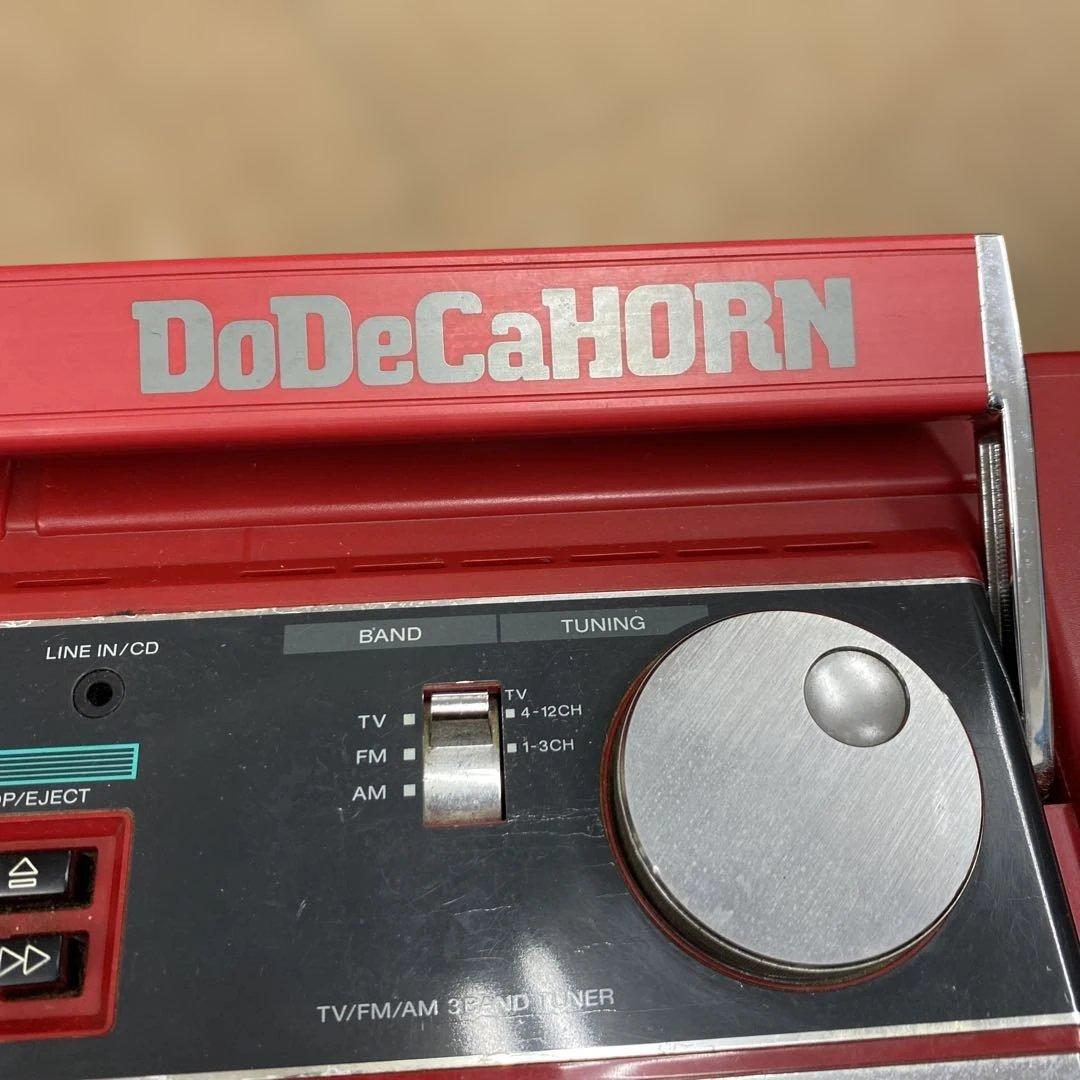 DoDeCaHORN
BAND
TUNING
LINE IN/CD
TV
FM
AM
TV
4-12CH
1-3CH
OP/EJECT
TV/FM/AM 3BAND TUNER